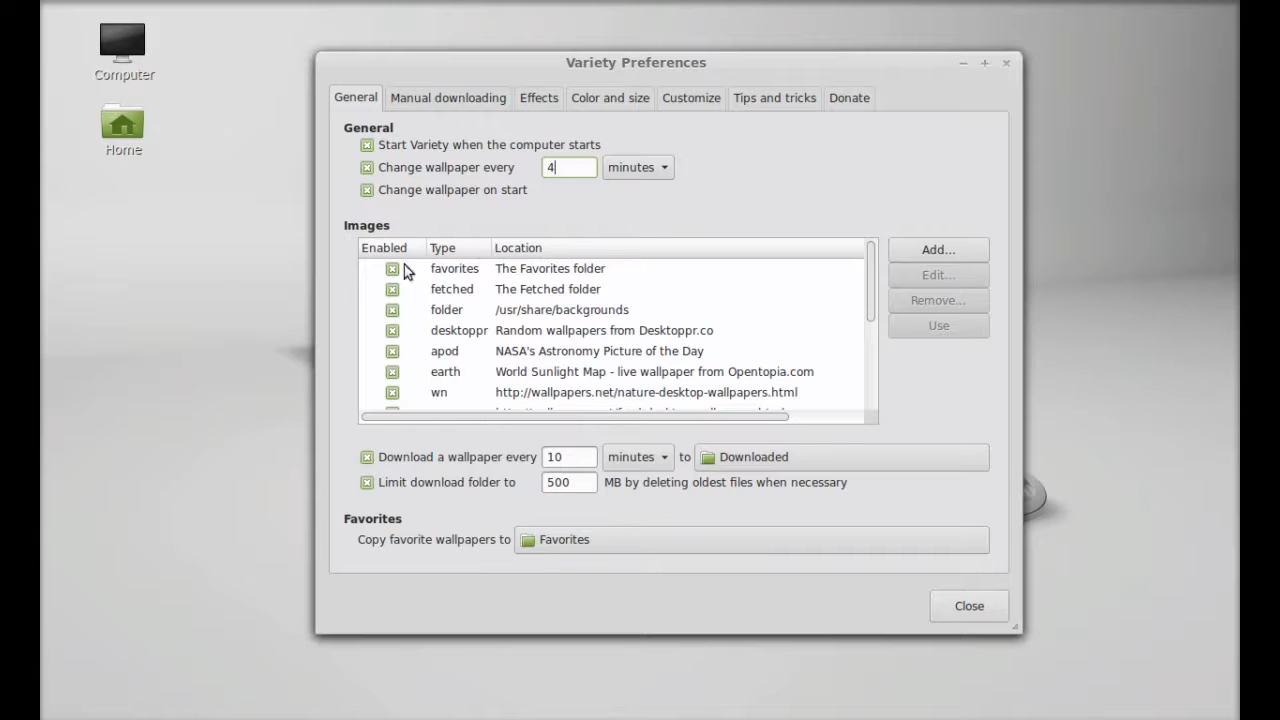 Computer
Home
Variety Preferences
General Manual downloading Effects Color and size Customize Tips and tricks Donate
General
Start Variety when the computer starts
Change wallpaper every 4 minutes
Change wallpaper on start
Images
Enabled Type Location
favorites The Favorites folder
fetched The Fetched folder
folder /usr/share/backgrounds
desktoppr Random wallpapers from Desktoppr.co
apod NASA's Astronomy Picture of the Day
earth World Sunlight Map - live wallpaper from Opentopia.com
wn http://wallpapers.net/nature-desktop-wallpapers.html
Add...
Edit...
Remove...
Use
Download a wallpaper every 10 minutes to Downloaded
Limit download folder to 500 MB by deleting oldest files when necessary
Favorites
Copy favorite wallpapers to Favorites
Close